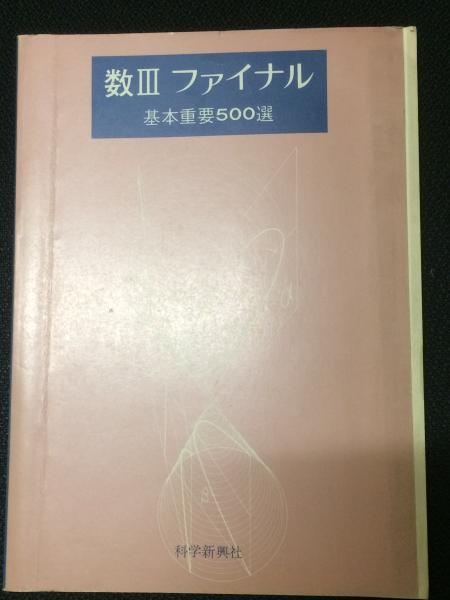 数Ⅲ ファイナル
基本重要500選
α
β
科学新興社